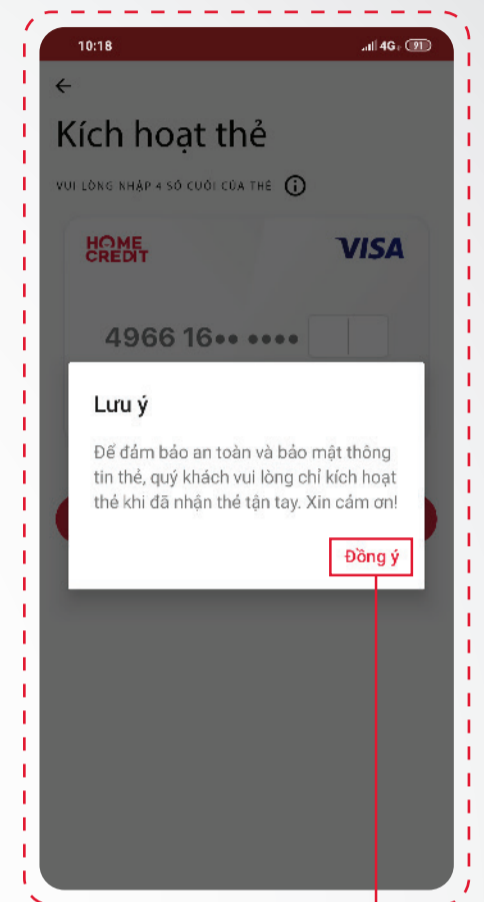 10:18
4G
91
Kích hoạt thẻ
VUI LÒNG NHẬP 4 SỐ CUỐI CỦA THẺ
HOME
CREDIT
VISA
4966 16•• ••••
Lưu ý
Để đảm bảo an toàn và bảo mật thông
tin thẻ, quý khách vui lòng chỉ kích hoạt
thẻ khi đã nhận thẻ tận tay. Xin cảm ơn!
Đồng ý